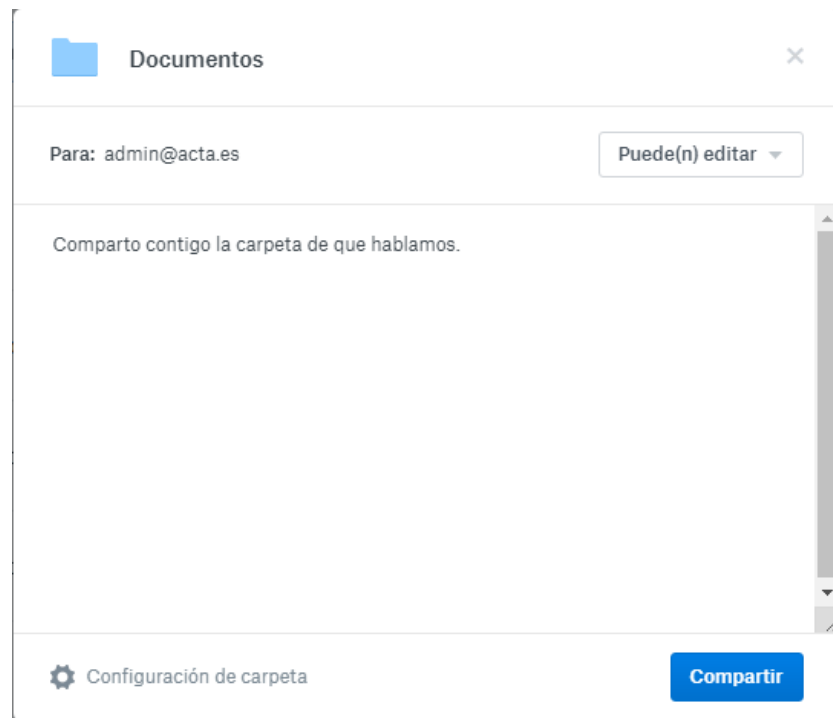 Documentos
Para: admin@acta.es
Puede(n) editar
Comparto contigo la carpeta de que hablamos.
Configuración de carpeta
Compartir